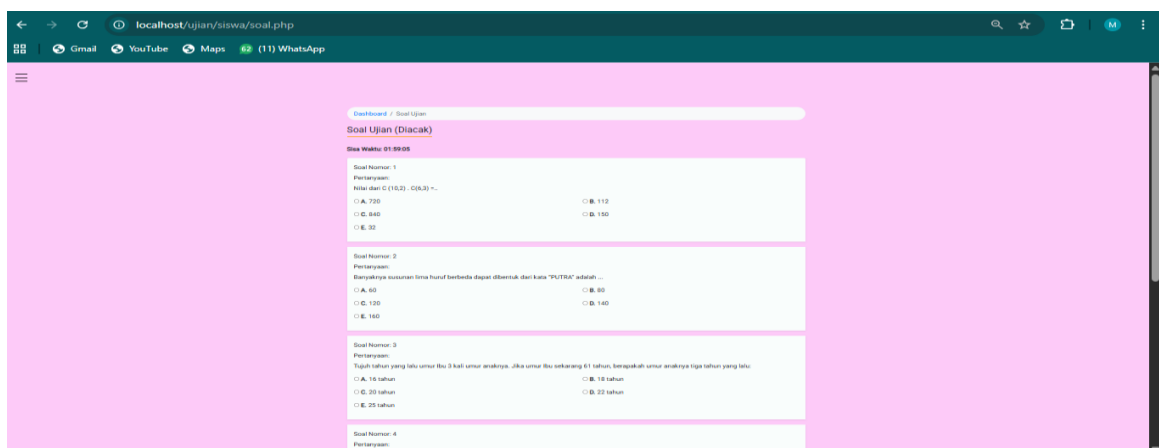 localhost/ujian/siswa/soal.php
M
Gmail YouTube Maps 62 (11) WhatsApp
Dashboard / Soal Ujian
Soal Ujian (Diacak)
Sisa Waktu: 01:59:05
Soal Nomor: 1
Pertanyaan:
Nilai dari C (10,2) . C(6,3) =..
A. 720 B. 112
C. 840 D. 150
E. 32
Soal Nomor: 2
Pertanyaan:
Banyaknya susunan lima huruf berbeda dapat dibentuk dari kata "PUTRA" adalah ...
A. 60 B. 80
C. 120 D. 140
E. 160
Soal Nomor: 3
Pertanyaan:
Tujuh tahun yang lalu umur Ibu 3 kali umur anaknya. Jika umur Ibu sekarang 61 tahun, berapakah umur anaknya tiga tahun yang lalu:
A. 16 tahun B. 18 tahun
C. 20 tahun D. 22 tahun
E. 25 tahun
Soal Nomor: 4
Pertanyaan: